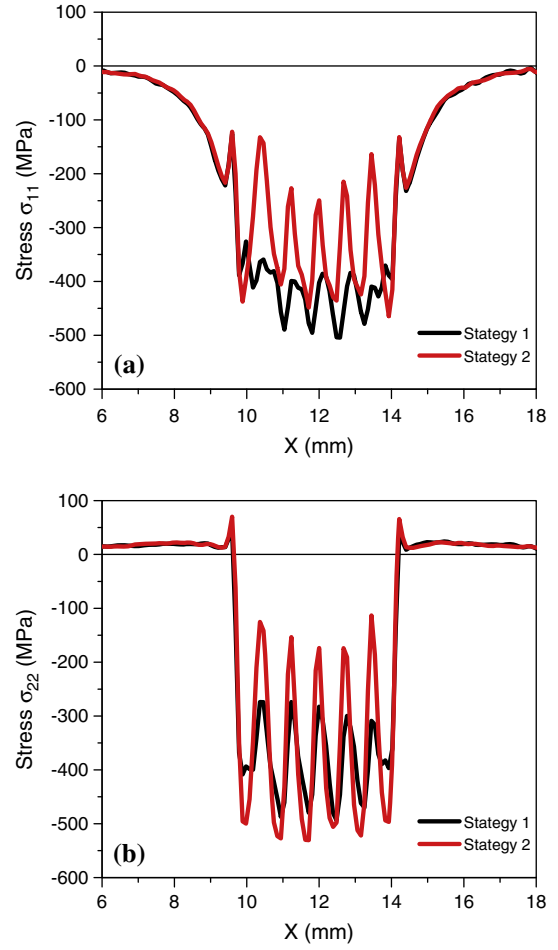 100
0
-100
-200
-300
-400
-500
-600
Stress σ11 (MPa)
(a)
Stategy 1
Stategy 2
6 8 10 12 14 16 18
X (mm)
100
0
-100
-200
-300
-400
-500
-600
Stress σ22 (MPa)
(b)
Stategy 1
Stategy 2
6 8 10 12 14 16 18
X (mm)